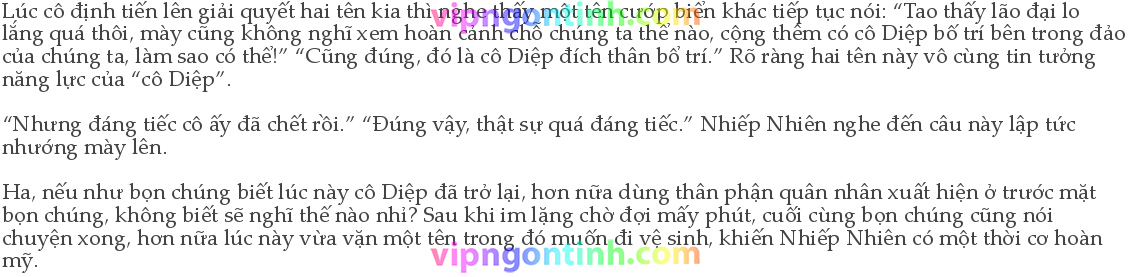 Lúc cô định tiến lên giải quyết hai tên kia thì nghe thấy một tên cướp biển khác tiếp tục nói: “Tao thấy lão đại lo
lắng quá thôi, mày cũng không nghĩ xem hoàn cảnh chỗ chúng ta thế nào, cộng thêm có cô Diệp bố trí bên trong đảo
của chúng ta, làm sao có thể!” “Cũng đúng, đó là cô Diệp đích thân bổ trí.” Rõ ràng hai tên này vô cùng tin tưởng
năng lực của “cô Diệp”.
“Nhưng đáng tiếc cô ấy đã chết rồi.” “Đúng vậy, thật sự quá đáng tiếc.” Nhiếp Nhiên nghe đến câu này lập tức
nhướng mày lên.
Ha, nếu như bọn chúng biết lúc này cô Diệp đã trở lại, hơn nữa dùng thân phận quân nhân xuất hiện ở trước mặt
bọn chúng, không biết sẽ nghĩ thế nào nhỉ? Sau khi im lặng chờ đợi mấy phút, cuối cùng bọn chúng cũng nói
chuyện xong, hơn nữa lúc này vừa vặn một tên trong đó muốn đi vệ sinh, khiến Nhiếp Nhiên có một thời cơ hoàn
mỹ.
vipngontinh.com
vipngontinh.com